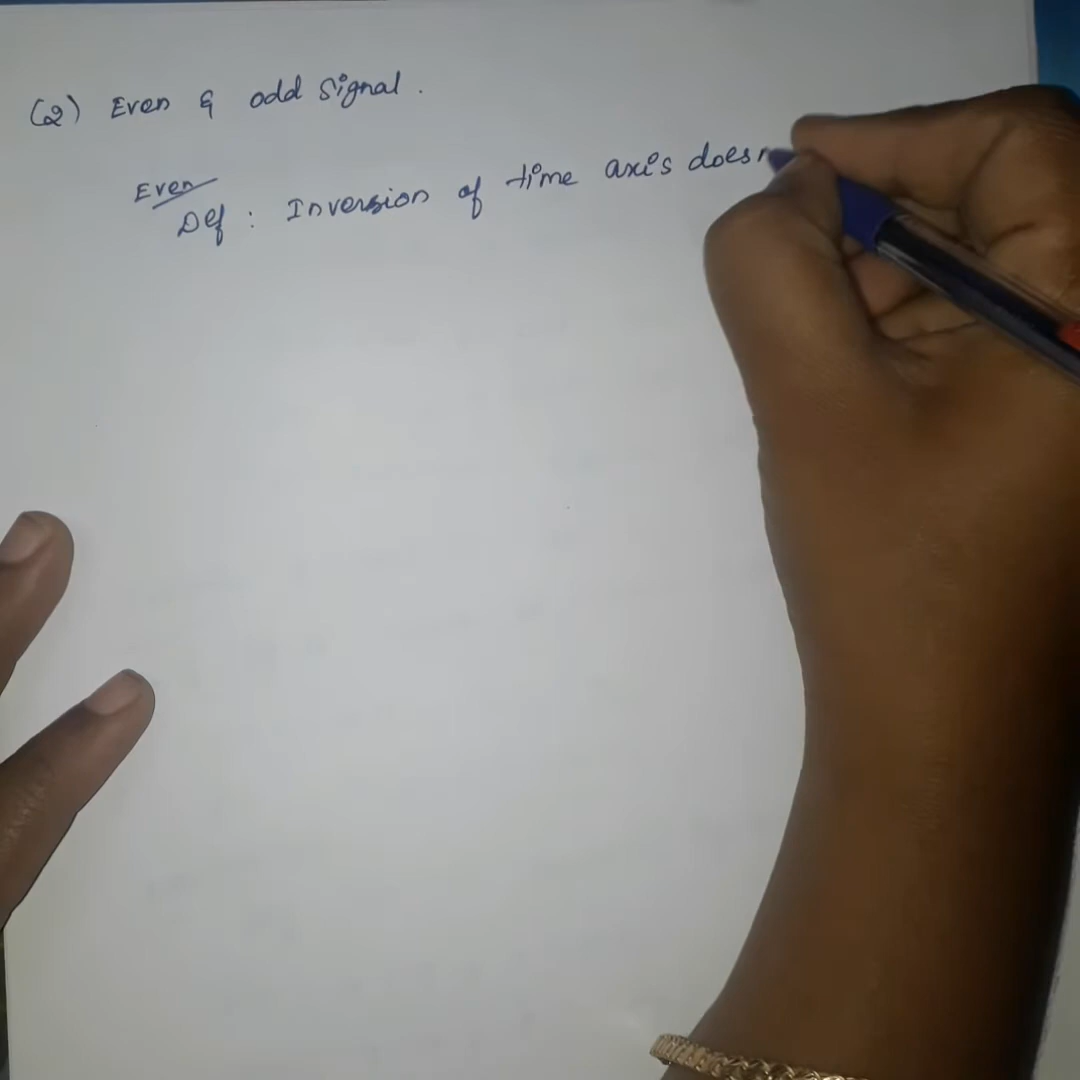 (2) Even & odd Signal.
Even
Def : Inversion of time axis does